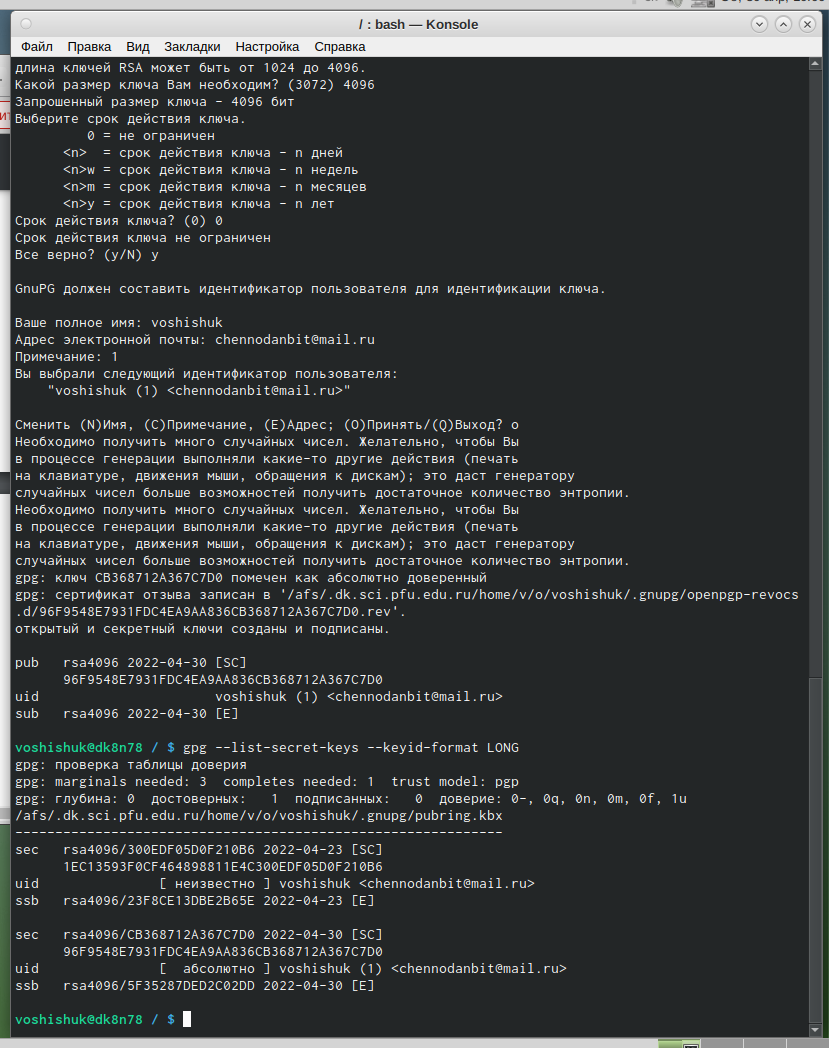 / : bash — Konsole
Файл Правка Вид Закладки Настройка Справка
длина ключей RSA может быть от 1024 до 4096.
Какой размер ключа Вам необходим? (3072) 4096
Запрошенный размер ключа - 4096 бит
Выберите срок действия ключа.
         0 = не ограничен
      <n>  = срок действия ключа - n дней
      <n>w = срок действия ключа - n недель
      <n>m = срок действия ключа - n месяцев
      <n>y = срок действия ключа - n лет
Срок действия ключа? (0) 0
Срок действия ключа не ограничен
Все верно? (y/N) y
GnuPG должен составить идентификатор пользователя для идентификации ключа.
Ваше полное имя: voshishuk
Адрес электронной почты: chennodanbit@mail.ru
Примечание: 1
Вы выбрали следующий идентификатор пользователя:
    "voshishuk (1) <chennodanbit@mail.ru>"
Сменить (N)Имя, (C)Примечание, (E)Адрес; (O)Принять/(Q)Выход? o
Необходимо получить много случайных чисел. Желательно, чтобы Вы
в процессе генерации выполняли какие-то другие действия (печать
на клавиатуре, движения мыши, обращения к дискам); это даст генератору
случайных чисел больше возможностей получить достаточное количество энтропии.
Необходимо получить много случайных чисел. Желательно, чтобы Вы
в процессе генерации выполняли какие-то другие действия (печать
на клавиатуре, движения мыши, обращения к дискам); это даст генератору
случайных чисел больше возможностей получить достаточное количество энтропии.
gpg: ключ CB368712A367C7D0 помечен как абсолютно доверенный
gpg: сертификат отзыва записан в '/afs/.dk.sci.pfu.edu.ru/home/v/o/voshishuk/.gnupg/openpgp-revocs
.d/96F9548E7931FDC4EA9AA836CB368712A367C7D0.rev'.
открытый и секретный ключи созданы и подписаны.
pub   rsa4096 2022-04-30 [SC]
      96F9548E7931FDC4EA9AA836CB368712A367C7D0
uid                      voshishuk (1) <chennodanbit@mail.ru>
sub   rsa4096 2022-04-30 [E]
voshishuk@dk8n78 / $ gpg --list-secret-keys --keyid-format LONG
gpg: проверка таблицы доверия
gpg: marginals needed: 3  completes needed: 1  trust model: pgp
gpg: глубина: 0  достоверных:   1  подписанных:   0  доверие: 0-, 0q, 0n, 0m, 0f, 1u
/afs/.dk.sci.pfu.edu.ru/home/v/o/voshishuk/.gnupg/pubring.kbx
-------------------------------------------------------------
sec   rsa4096/300EDF05D0F210B6 2022-04-23 [SC]
      1EC13593F0CF464898811E4C300EDF05D0F210B6
uid               [ неизвестно ] voshishuk <chennodanbit@mail.ru>
ssb   rsa4096/23F8CE13DBE2B65E 2022-04-23 [E]
sec   rsa4096/CB368712A367C7D0 2022-04-30 [SC]
      96F9548E7931FDC4EA9AA836CB368712A367C7D0
uid               [  абсолютно ] voshishuk (1) <chennodanbit@mail.ru>
ssb   rsa4096/5F35287DED2C02DD 2022-04-30 [E]
voshishuk@dk8n78 / $